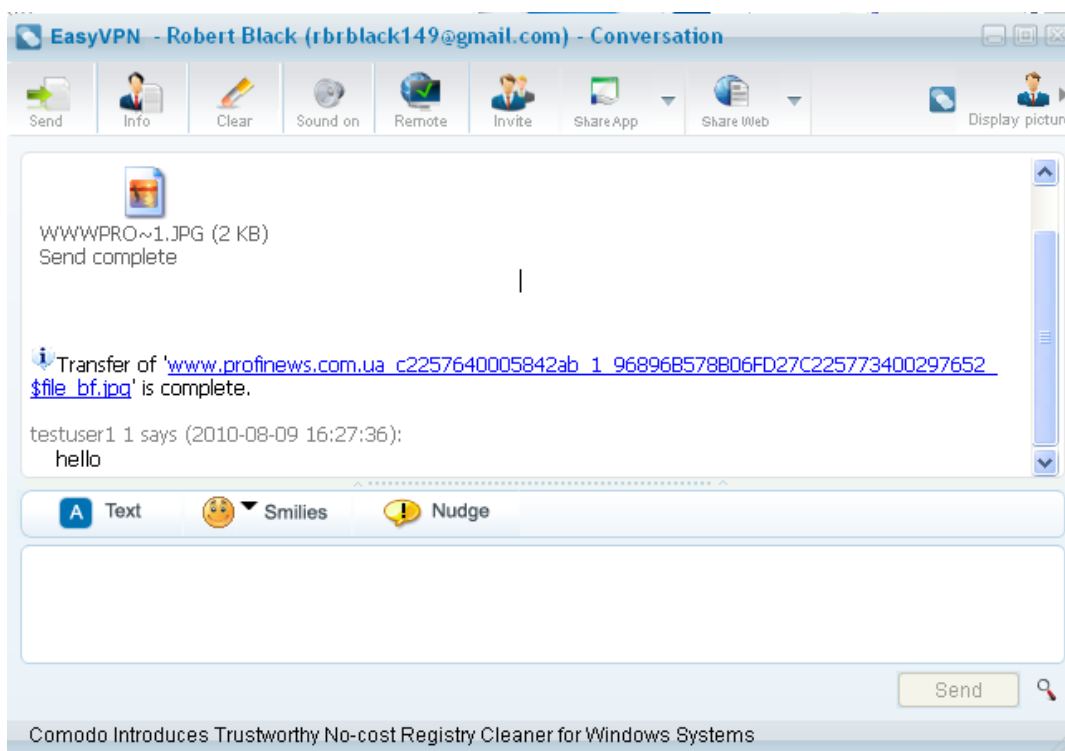 EasyVPN - Robert Black (rbrblack149@gmail.com) - Conversation
Send Info Clear Sound on Remote Invite Share App Share Web Display pictur
WWWPRO~1.JPG (2 KB)
Send complete
Transfer of 'www.profinews.com.ua_c2257640005842ab_1_96896B578B06FD27C225773400297652_
$file_bf.jpg' is complete.
testuser1 1 says (2010-08-09 16:27:36):
hello
A Text Smilies Nudge
Send
Comodo Introduces Trustworthy No-cost Registry Cleaner for Windows Systems